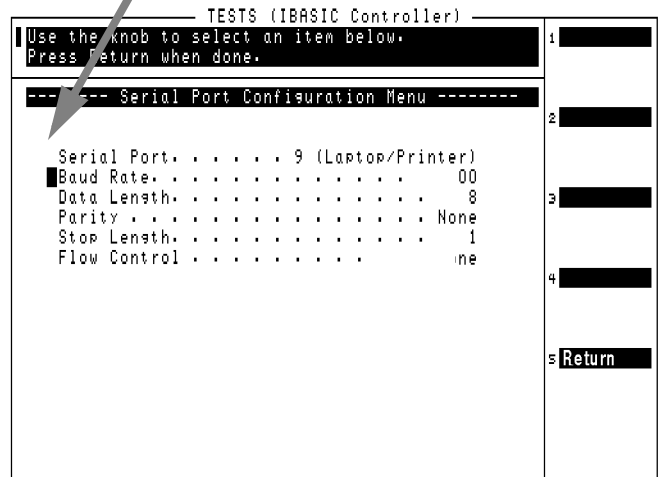 TESTS (IBASIC Controller)
Use the knob to select an item below.
Press Return when done.
-------- Serial Port Configuration Menu --------
Serial Port. . . . . . 9 (Laptop/Printer)
Baud Rate. . . . . . . . . . . . . 00
Data Length. . . . . . . . . . . . . 8
Parity . . . . . . . . . . . . . . None
Stop Length. . . . . . . . . . . . . 1
Flow Control . . . . . . . . . . ne
1
2
3
4
5 Return